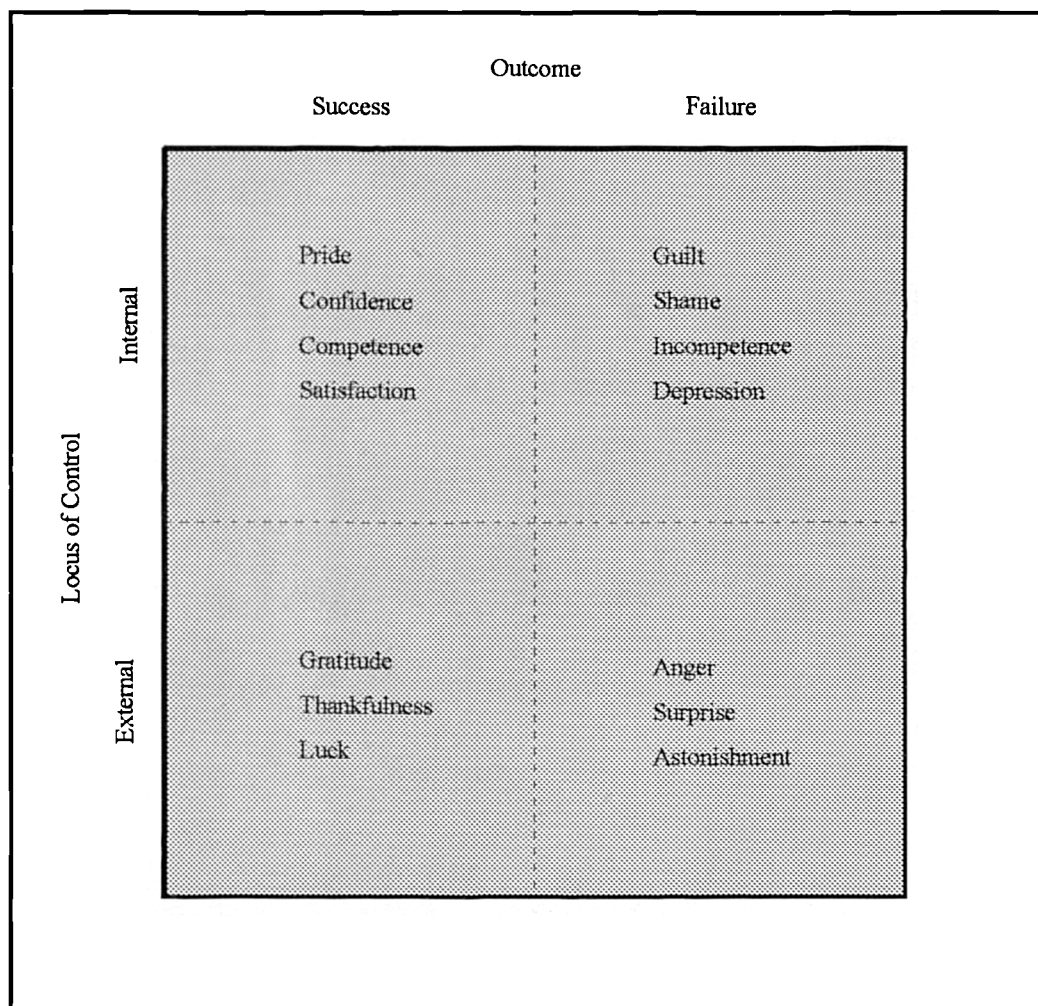 Outcome
Success Failure
Internal
Pride
Confidence
Competence
Satisfaction
Guilt
Shame
Incompetence
Depression
Locus of Control
External
Gratitude
Thankfulness
Luck
Anger
Surprise
Astonishment